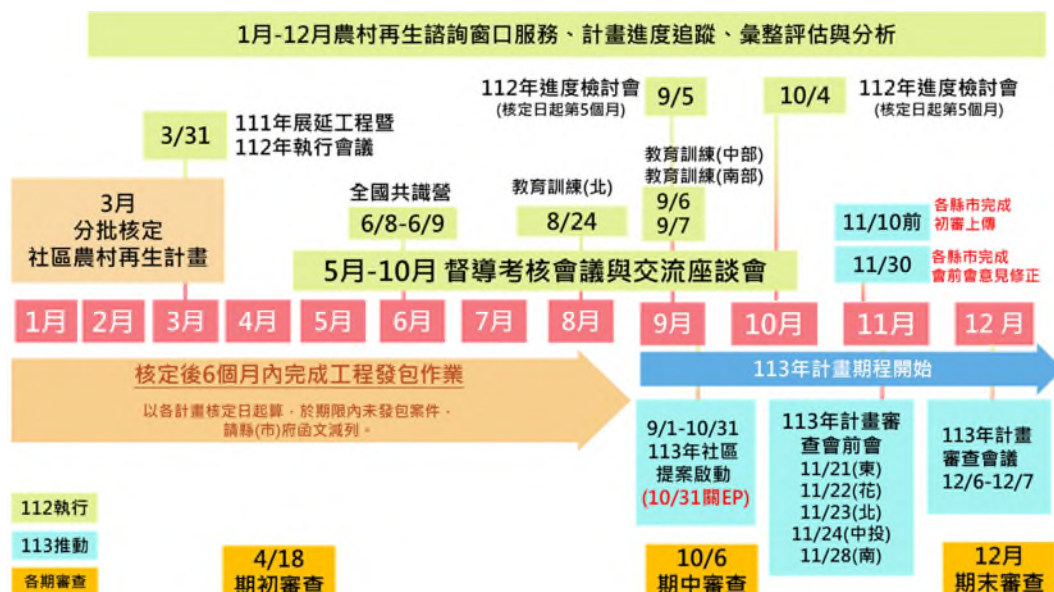 1月-12月農村再生諮詢窗口服務、計畫進度追蹤、彙整評估與分析
112年進度檢討會
(核定日起第5個月)
9/5
10/4
112年進度檢討會
(核定日起第5個月)
3/31
111年展延工程暨
112年執行會議
全國共識營
6/8-6/9
教育訓練(北)
8/24
教育訓練(中部)
教育訓練(南部)
9/6
9/7
3月
分批核定
社區農村再生計畫
11/10前
各縣市完成
初審上傳
11/30
各縣市完成
會前會意見修正
5月-10月 督導考核會議與交流座談會
1月
2月
3月
4月
5月
6月
7月
8月
9月
10月
11月
12月
核定後6個月內完成工程發包作業
以各計畫核定日起算，於期限內未發包案件，
請縣(市)府函文減列。
113年計畫期程開始
9/1-10/31
113年社區
提案啟動
(10/31關EP)
113年計畫審
查會前會
11/21(東)
11/22(花)
11/23(北)
11/24(中投)
11/28(南)
113年計畫
審查會議
12/6-12/7
112執行
113推動
各期審查
4/18
期初審查
10/6
期中審查
12月
期末審查